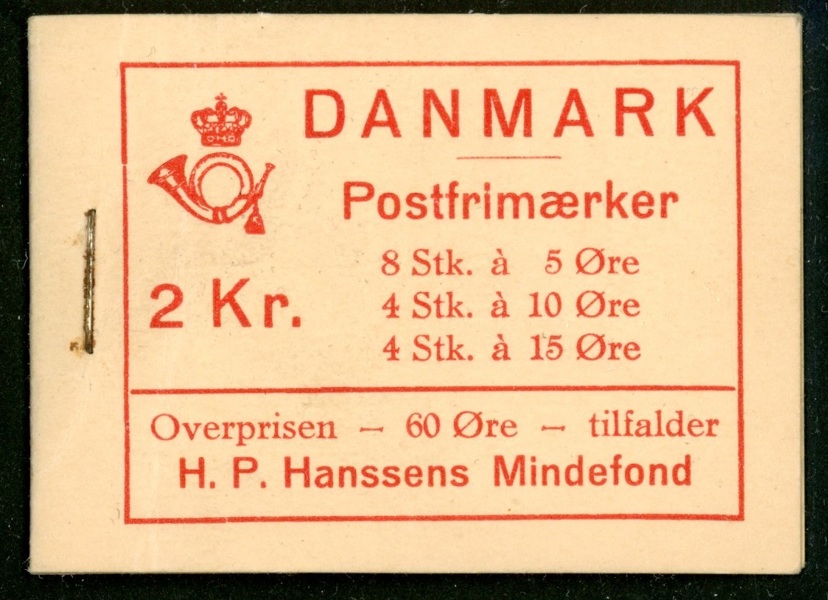 DANMARK
Postfrimærker
8 Stk. à 5 Øre
2 Kr.
4 Stk. à 10 Øre
4 Stk. à 15 Øre
Overprisen – 60 Øre – tilfalder
H. P. Hanssens Mindefond